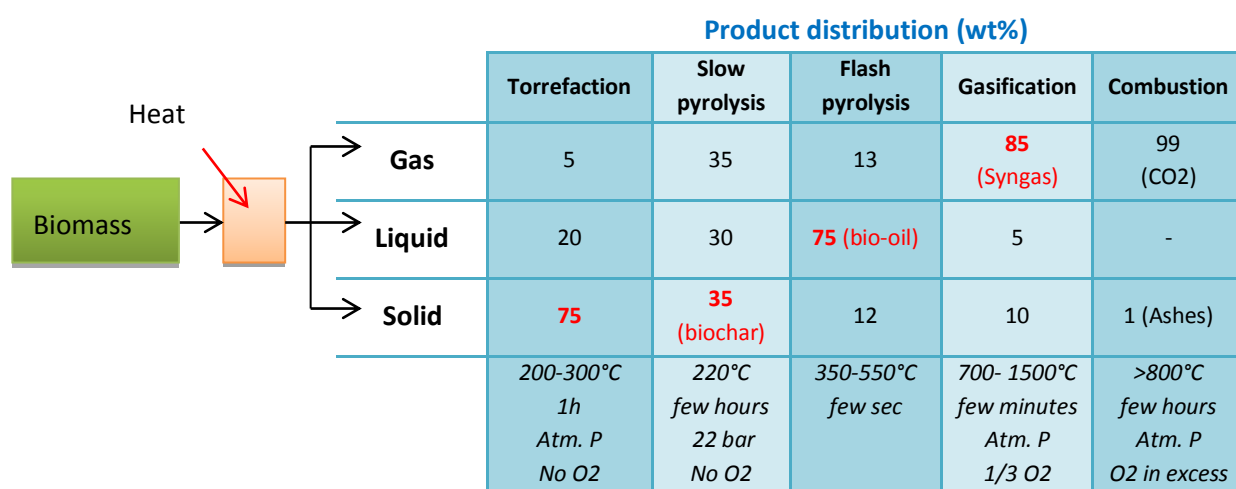 Product distribution (wt%)
Torrefaction
Slow
pyrolysis
Flash
pyrolysis
Gasification
Combustion
Heat
Biomass
Gas
5
35
13
85
(Syngas)
99
(CO2)
Liquid
20
30
75 (bio-oil)
5
-
Solid
75
35
(biochar)
12
10
1 (Ashes)
200-300°C
1h
Atm. P
No O2
220°C
few hours
22 bar
No O2
350-550°C
few sec
700- 1500°C
few minutes
Atm. P
1/3 O2
>800°C
few hours
Atm. P
O2 in excess